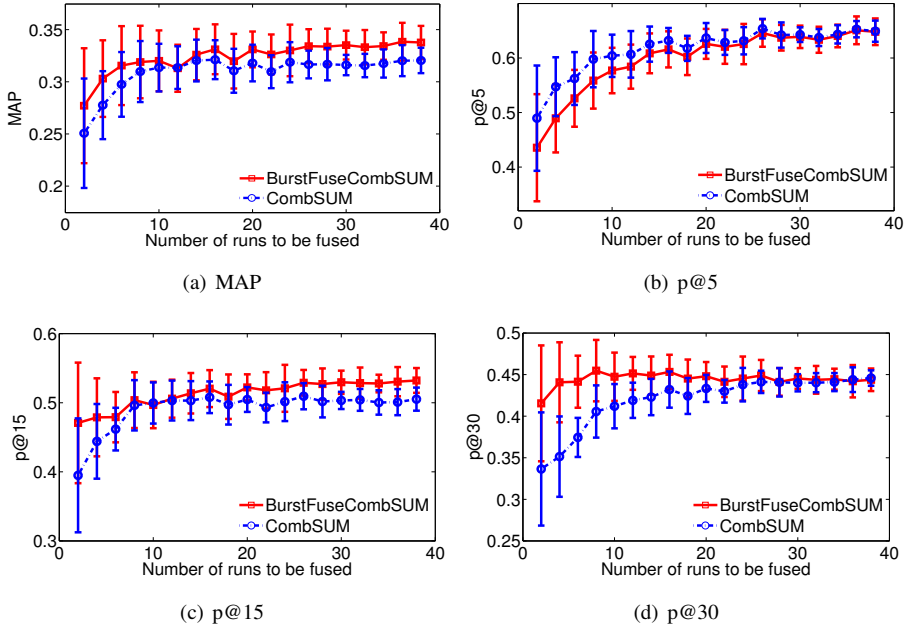 0.35
0.3
0.25
0.2
MAP
BurstFuseCombSUM
CombSUM
0 10 20 30 40
Number of runs to be fused
(a) MAP
0.6
0.5
0.4
p@5
BurstFuseCombSUM
CombSUM
0 10 20 30 40
Number of runs to be fused
(b) p@5
0.6
0.5
0.4
0.3
p@15
BurstFuseCombSUM
CombSUM
0 10 20 30 40
Number of runs to be fused
(c) p@15
0.5
0.45
0.4
0.35
0.3
0.25
p@30
BurstFuseCombSUM
CombSUM
0 10 20 30 40
Number of runs to be fused
(d) p@30